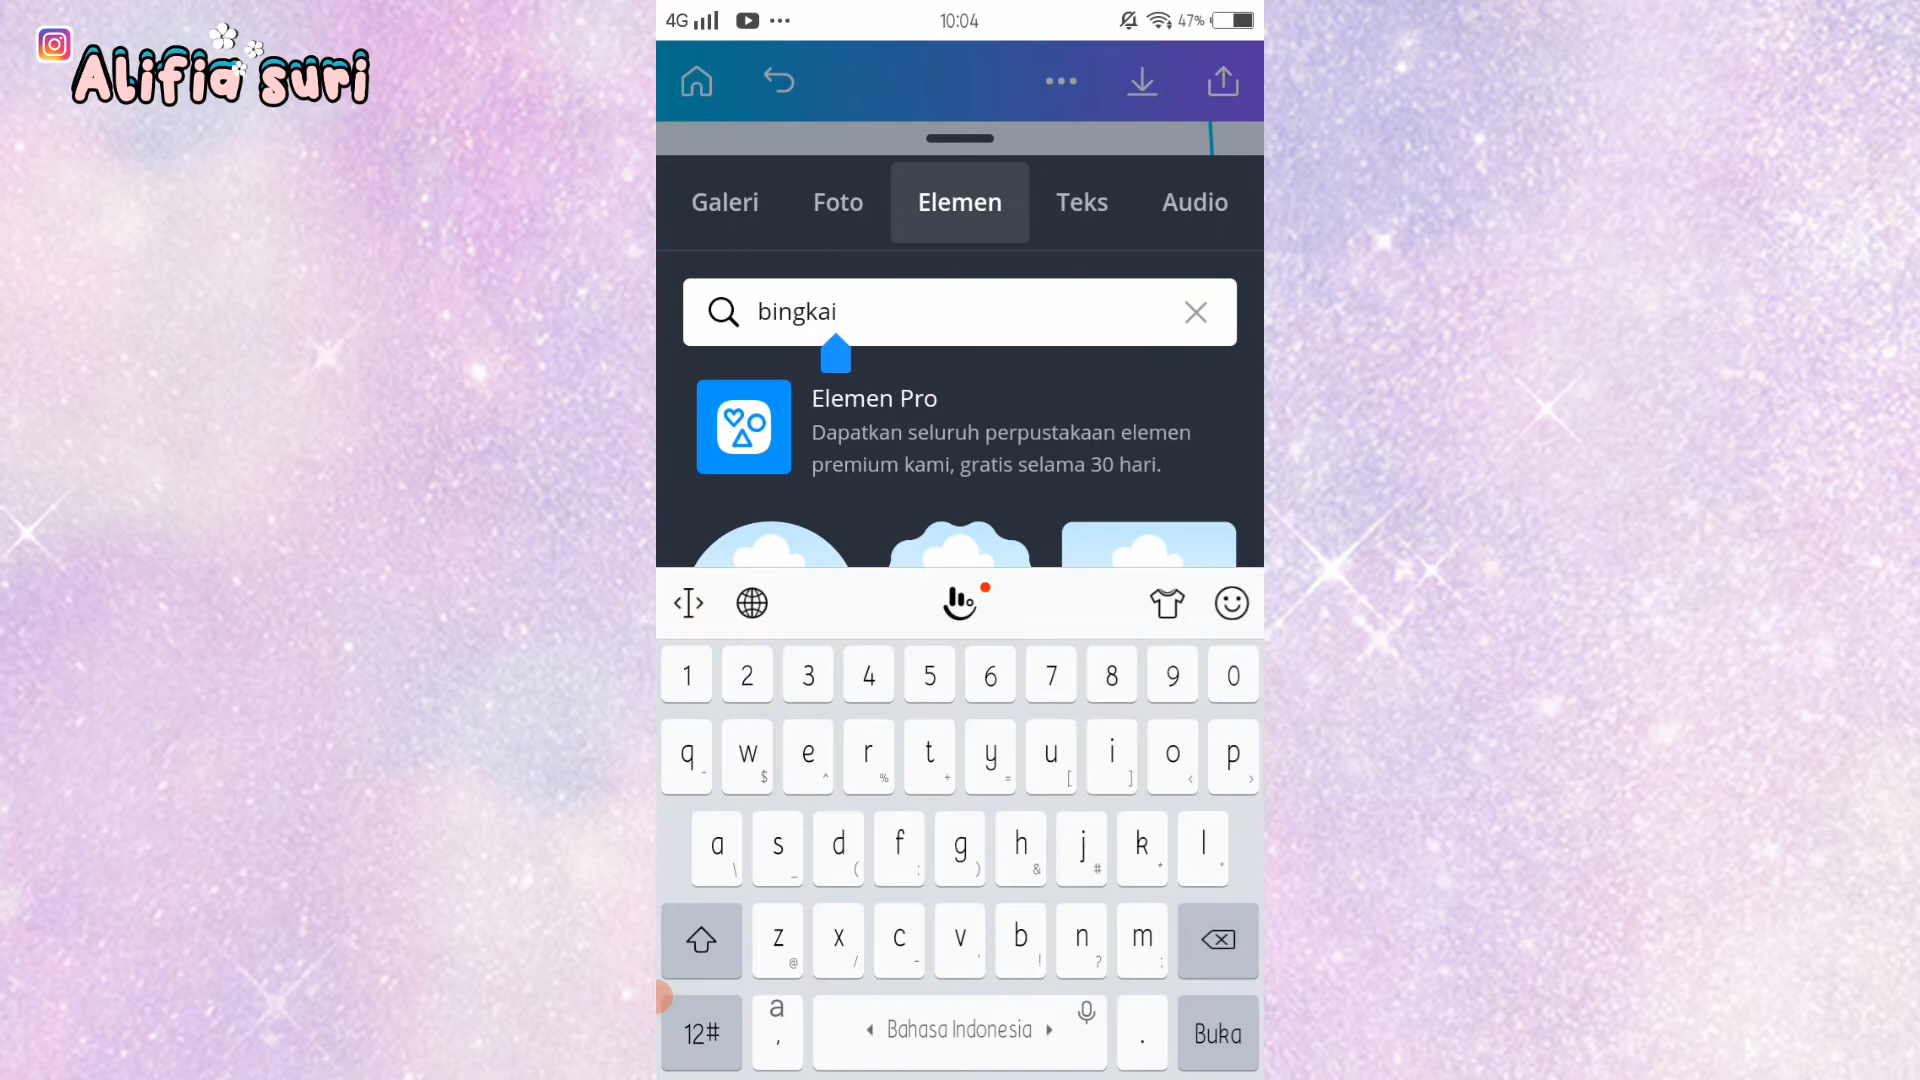 Alifia suri
4G 10:04 47%
Galeri Foto Elemen Teks Audio
bingkai
Elemen Pro
Dapatkan seluruh perpustakaan elemen
premium kami, gratis selama 30 hari.
1 2 3 4 5 6 7 8 9 0
q w e r t y u i o p
- $ ^ % + = [ ] < >
a s d f g h j k l
\ _ ( : ) & # * "
z x c v b n m
@ / - ' ! ? ;
12# a , Bahasa Indonesia . Buka